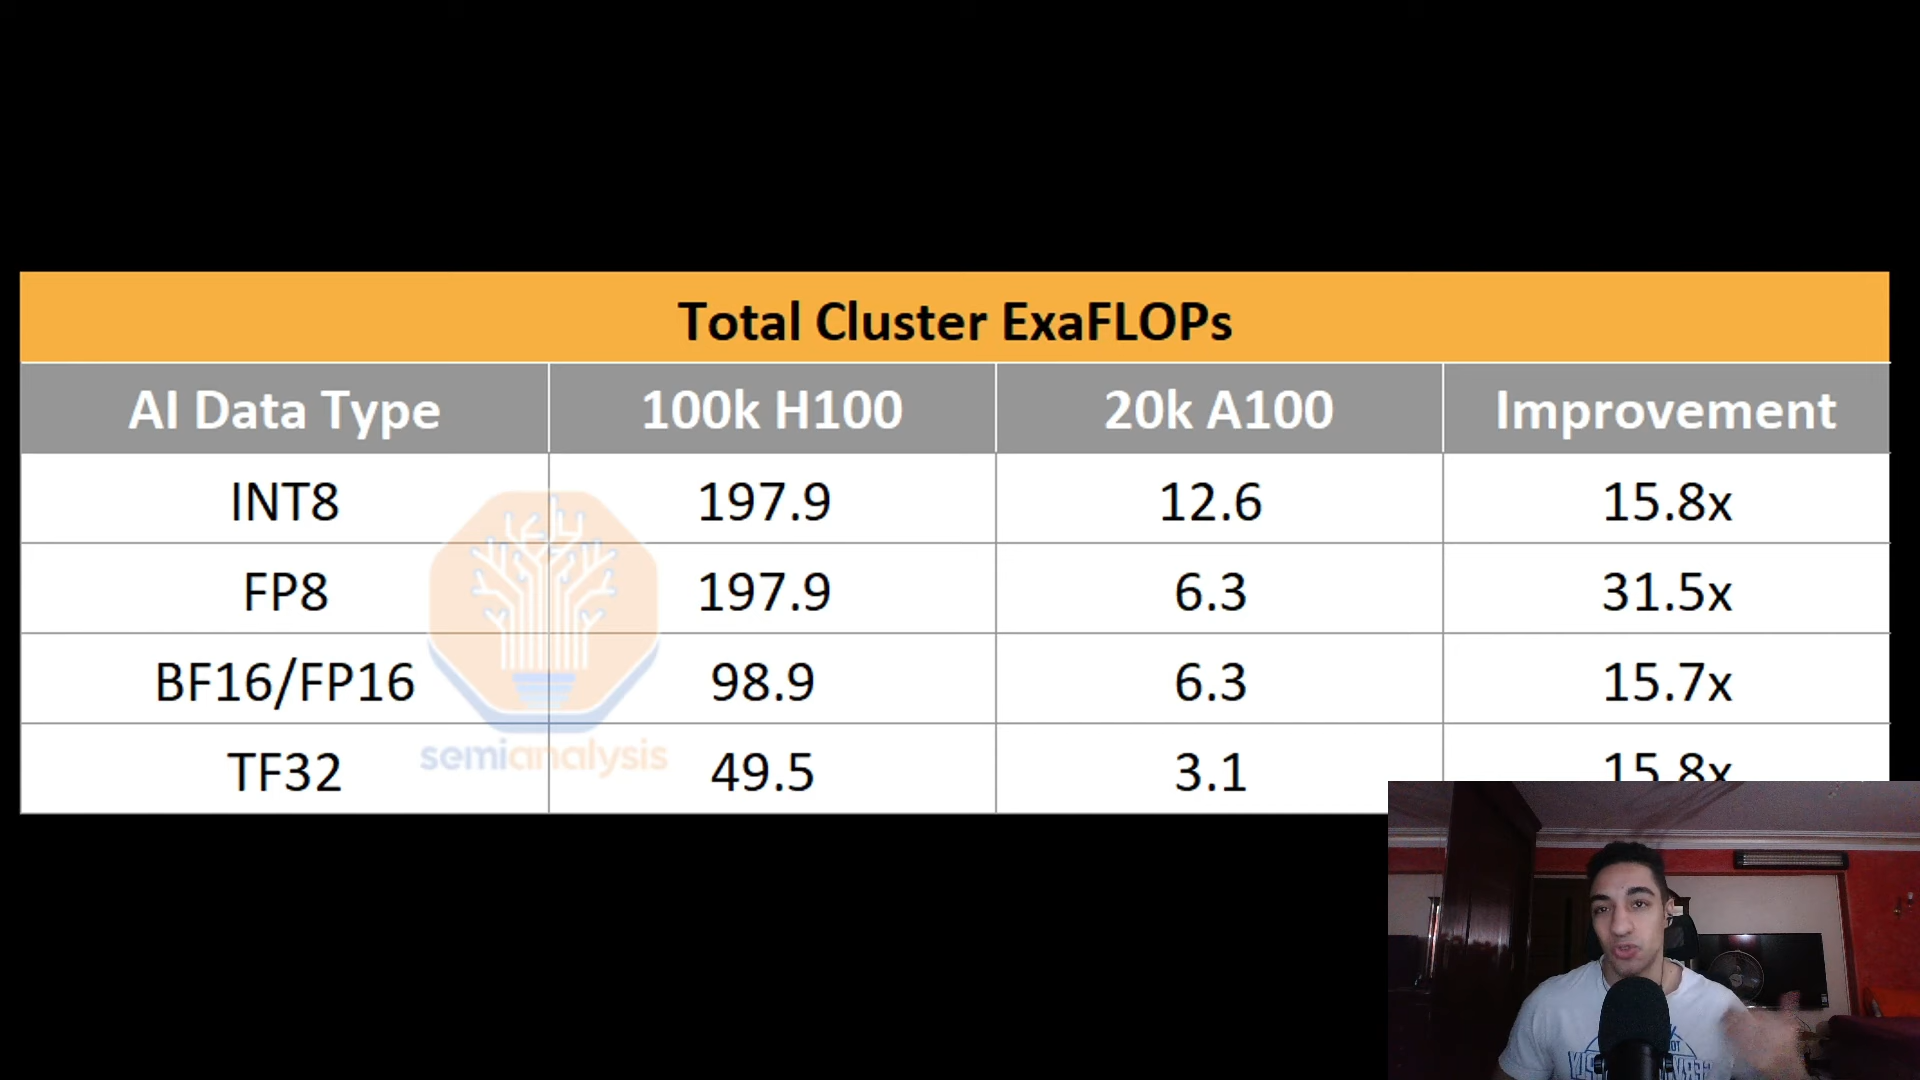 Total Cluster ExaFLOPs
AI Data Type 100k H100 20k A100 Improvement
INT8 197.9 12.6 15.8x
FP8 197.9 6.3 31.5x
BF16/FP16 98.9 6.3 15.7x
TF32 49.5 3.1 15.8x
semianalysis